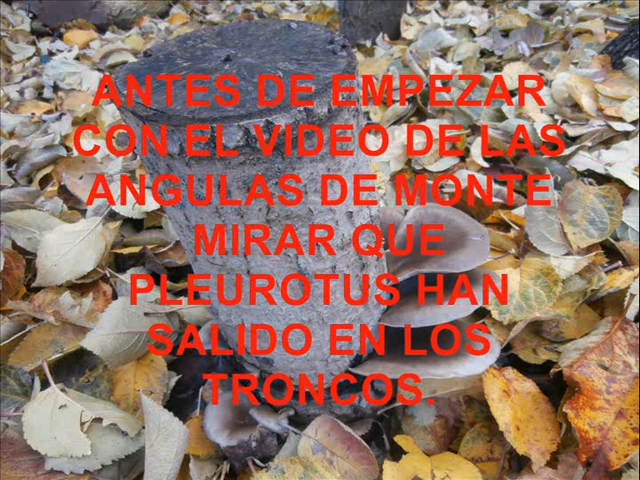 ANTES DE EMPEZAR
CON EL VIDEO DE LAS
ANGULAS DE MONTE
MIRAR QUE
PLEUROTUS HAN
SALIDO EN LOS
TRONCOS.